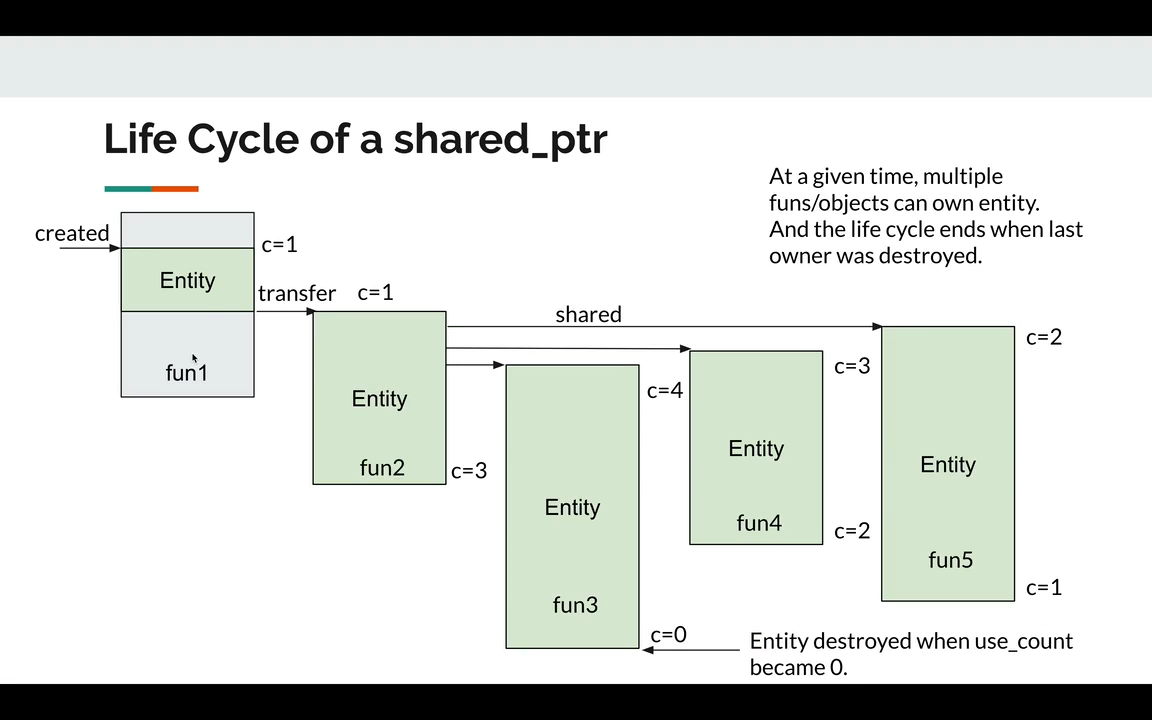 Life Cycle of a shared_ptr
At a given time, multiple
funs/objects can own entity.
And the life cycle ends when last
owner was destroyed.
created
c=1
Entity
transfer
c=1
fun1
shared
c=2
c=3
c=4
Entity
fun2
c=3
Entity
fun3
Entity
fun4
c=2
Entity
fun5
c=1
c=0
Entity destroyed when use_count
became 0.